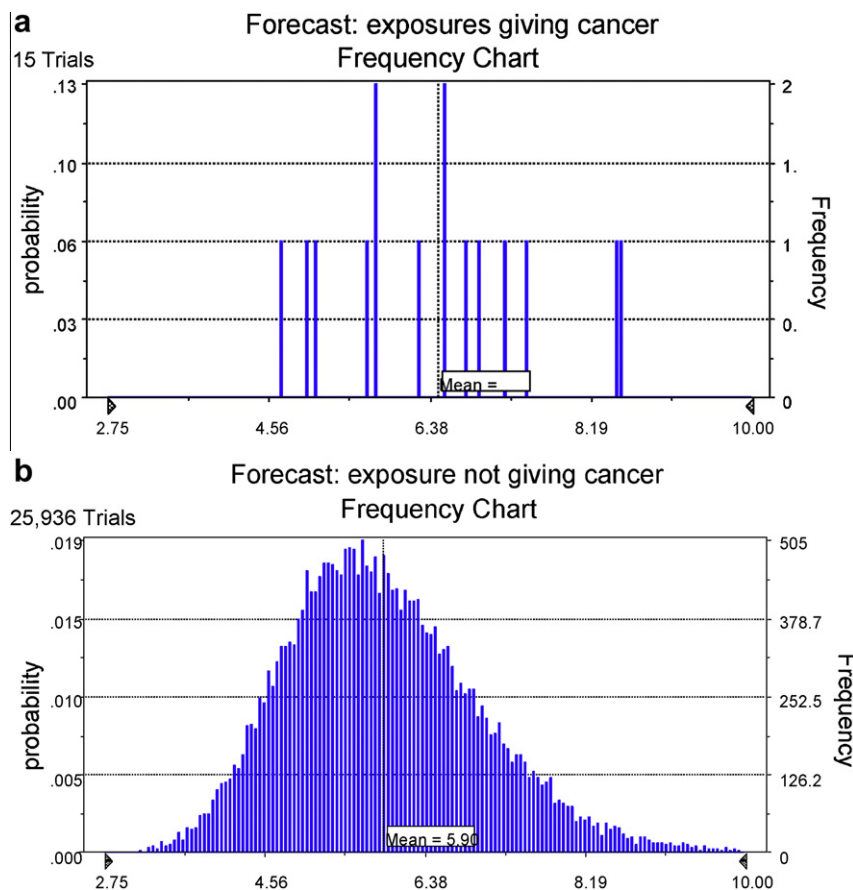 a
Forecast: exposures giving cancer
15 Trials
Frequency Chart
.13
2
.10
1.
.06
1
.03
0.
.00
0
probability
Frequency
Mean =
2.75 4.56 6.38 8.19 10.00
b
Forecast: exposure not giving cancer
25,936 Trials
Frequency Chart
.019
505
.015
378.7
.010
252.5
.005
126.2
.000
0
probability
Frequency
Mean = 5.90
2.75 4.56 6.38 8.19 10.00